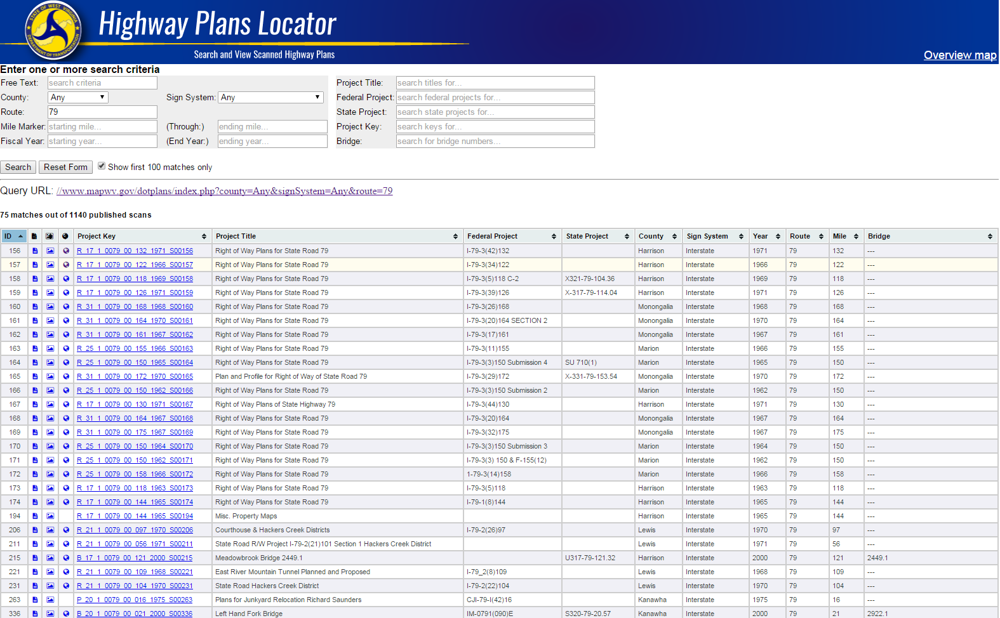 STATE OF WEST VIRGINIA
DEPARTMENT OF TRANSPORTATION
Highway Plans Locator
Search and View Scanned Highway Plans
Overview map
Enter one or more search criteria
Free Text: search criteria Project Title: search titles for...
County: Any Sign System: Any Federal Project: search federal projects for...
Route: 79 State Project: search state projects for...
Mile Marker: starting mile... (Through:) ending mile... Project Key: search keys for...
Fiscal Year: starting year... (End Year:) ending year... Bridge: search for bridge numbers...
Search Reset Form Show first 100 matches only
Query URL: //www.mapwv.gov/dotplans/index.php?county=Any&signSystem=Any&route=79
75 matches out of 1140 published scans
ID Project Key Project Title Federal Project State Project County Sign System Year Route Mile Bridge
156 R_17_1_0079_00_132_1971_S00156 Right of Way Plans for State Road 79 I-79-3(42)132 Harrison Interstate 1971 79 132 ---
157 R_17_1_0079_00_122_1966_S00157 Right of Way Plans for State Road 79 I-79-3(34)122 Harrison Interstate 1966 79 122 ---
158 R_17_1_0079_00_118_1969_S00158 Right of Way Plans for State Road 79 I-79-3(5)118 C-2 X321-79-104.36 Harrison Interstate 1969 79 118 ---
159 R_17_1_0079_00_126_1971_S00159 Right of Way Plans for State Road 79 I-79-3(39)126 X-317-79-114.04 Harrison Interstate 1971 79 126 ---
160 R_31_1_0079_00_168_1968_S00160 Right of Way Plans for State Road 79 I-79-3(26)168 Monongalia Interstate 1968 79 168 ---
161 R_31_1_0079_00_164_1970_S00161 Right of Way Plans for State Road 79 I-79-3(20)164 SECTION 2 Monongalia Interstate 1970 79 164 ---
162 R_31_1_0079_00_161_1967_S00162 Right of Way Plans for State Road 79 I-79-3(17)161 Monongalia Interstate 1967 79 161 ---
163 R_25_1_0079_00_155_1966_S00163 Right of Way Plans for State Road 79 I-79-3(11)155 Marion Interstate 1966 79 155 ---
164 R_25_1_0079_00_150_1965_S00164 Right of Way Plans for State Road 79 I-79-3(3)150 Submission 4 SU 710(1) Marion Interstate 1965 79 150 ---
165 R_31_1_0079_00_172_1970_S00165 Plan and Profile for Right of Way of State Road 79 I-79-3(29)172 X-331-79-153.54 Monongalia Interstate 1970 79 172 ---
166 R_25_1_0079_00_150_1962_S00166 Right of Way Plans for State Road 79 I-79-3(3)150 Submission 2 Marion Interstate 1962 79 150 ---
167 R_17_1_0079_00_130_1971_S00167 Right of Way Plans of State Highway 79 I-79-3(44)130 Harrison Interstate 1971 79 130 ---
168 R_31_1_0079_00_164_1967_S00168 Right of Way Plans for State Road 79 I-79-3(20)164 Monongalia Interstate 1967 79 164 ---
169 R_31_1_0079_00_175_1967_S00169 Right of Way Plans for State Road 79 I-79-3(32)175 Monongalia Interstate 1967 79 175 ---
170 R_25_1_0079_00_150_1964_S00170 Right of Way Plans for State Road 79 I-79-3(3)150 Submission 3 Marion Interstate 1964 79 150 ---
171 R_25_1_0079_00_150_1962_S00171 Right of Way Plans for State Road 79 I-79-3(3) 150 & F-155(12) Marion Interstate 1962 79 150 ---
172 R_25_1_0079_00_158_1966_S00172 Right of Way Plans for State Road 79 1-79-3(14)158 Marion Interstate 1966 79 158 ---
173 R_17_1_0079_00_118_1963_S00173 Right of Way Plans for State Road 79 I-79-3(5)118 Harrison Interstate 1963 79 118 ---
174 R_17_1_0079_00_144_1965_S00174 Right of Way Plans for State Road 79 I-79-1(8)144 Harrison Interstate 1965 79 144 ---
194 R_17_1_0079_00_144_1965_S00194 Misc. Property Maps Harrison Interstate 1965 79 144 ---
206 R_21_1_0079_00_097_1970_S00206 Courthouse & Hackers Creek Districts I-79-2(26)97 Lewis Interstate 1970 79 97 ---
211 R_21_1_0079_00_056_1971_S00211 State Road R/W Project I-79-2(21)101 Section 1 Hackers Creek District Lewis Interstate 1971 79 56 ---
215 B_17_1_0079_00_121_2000_S00215 Meadowbrook Bridge 2449.1 U317-79-121.32 Harrison Interstate 2000 79 121 2449.1
221 R_21_1_0079_00_109_1968_S00221 East River Mountain Tunnel Planned and Proposed I-79_2(8)109 Lewis Interstate 1968 79 109 ---
231 R_21_1_0079_00_104_1970_S00231 State Road Hackers Creek District I-79-2(22)104 Lewis Interstate 1970 79 104 ---
263 P_20_1_0079_00_016_1975_S00263 Plans for Junkyard Relocation Richard Saunders CJI-79-I(42)16 Kanawha Interstate 1975 79 16 ---
336 B_20_1_0079_00_021_2000_S00336 Left Hand Fork Bridge IM-0791(090)E S320-79-20.57 Kanawha Interstate 2000 79 21 2922.1